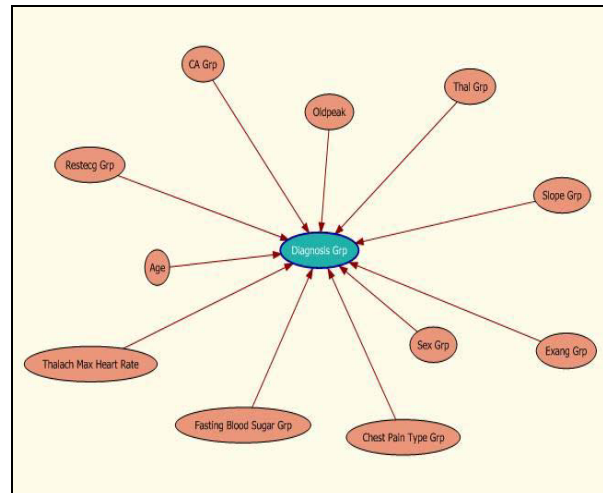 CA Grp
Thal Grp
Oldpeak
Restecg Grp
Slope Grp
Diagnosis Grp
Age
Sex Grp
Exang Grp
Thalach Max Heart Rate
Fasting Blood Sugar Grp
Chest Pain Type Grp